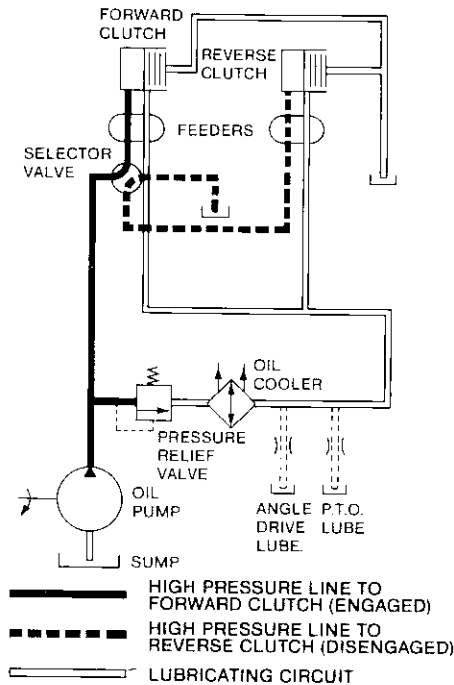 FORWARD
CLUTCH
REVERSE
CLUTCH
FEEDERS
SELECTOR
VALVE
OIL
COOLER
PRESSURE
RELIEF
VALVE
OIL
PUMP
ANGLE
DRIVE
LUBE.
P.T.O.
LUBE
SUMP
HIGH PRESSURE LINE TO
FORWARD CLUTCH (ENGAGED)
HIGH PRESSURE LINE TO
REVERSE CLUTCH (DISENGAGED)
LUBRICATING CIRCUIT